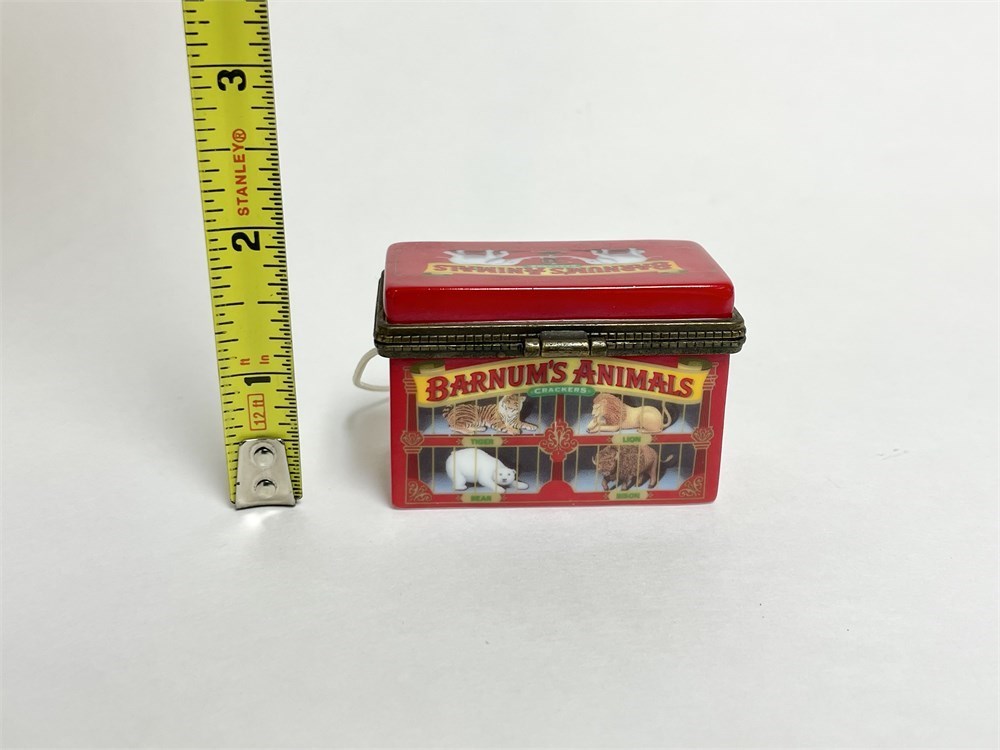 3
STANLEY®
2
ft
in
1
12 ft
BARNUM'S ANIMALS
BARNUM'S ANIMALS
CRACKERS
TIGER
LION
BEAR
BISON